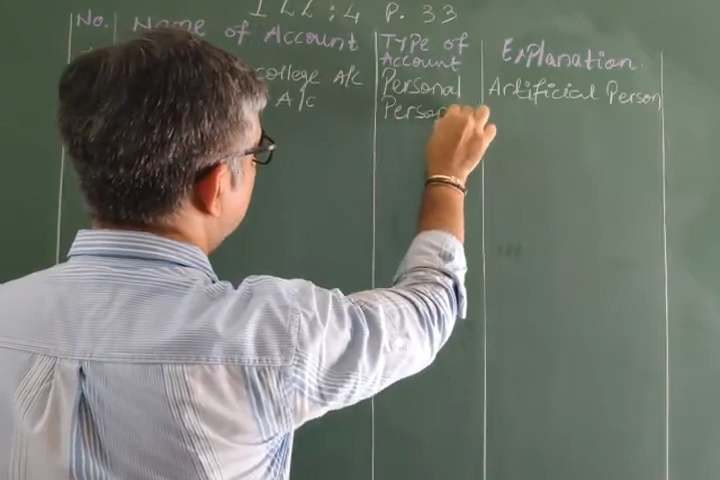 ILL:4 P. 33
No. Name of Account Type of Account Explanation
college A/c Personal Artificial Person
A/c Person